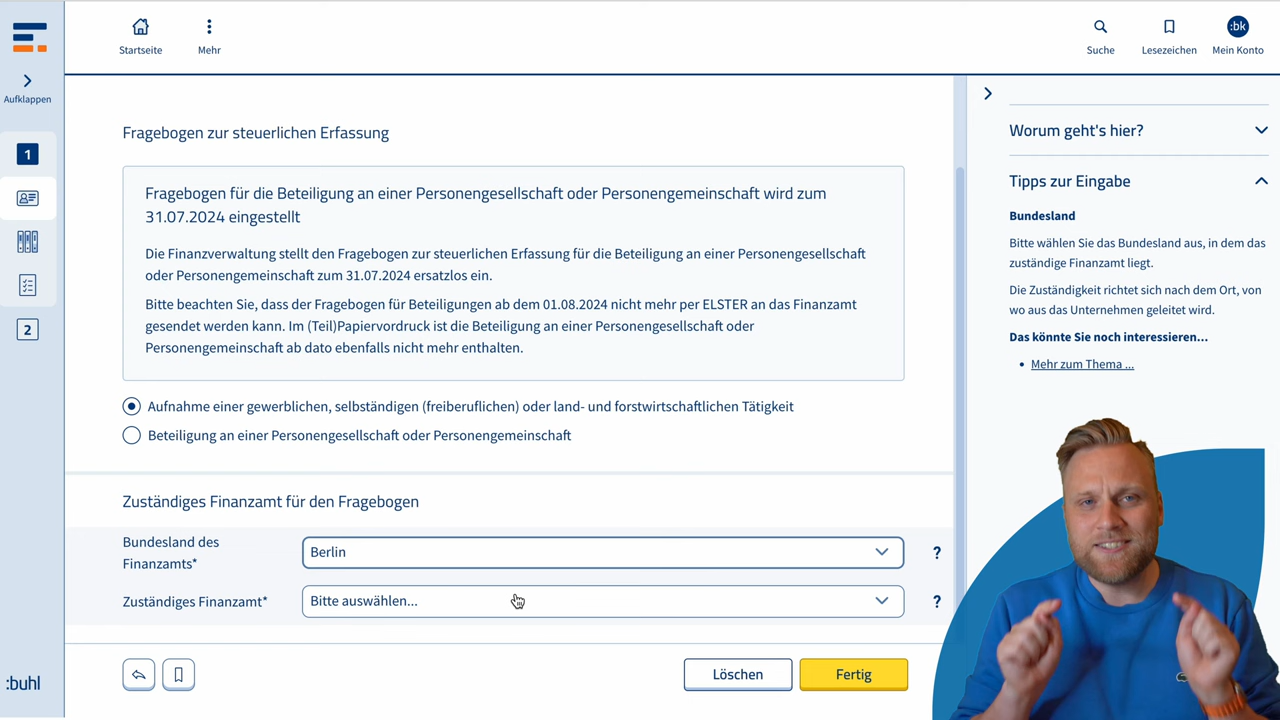 Startseite
Mehr
Suche
Lesezeichen
:bk
Mein Konto
Aufklappen
1
2
:buhl
Fragebogen zur steuerlichen Erfassung
Fragebogen für die Beteiligung an einer Personengesellschaft oder Personengemeinschaft wird zum
31.07.2024 eingestellt
Die Finanzverwaltung stellt den Fragebogen zur steuerlichen Erfassung für die Beteiligung an einer Personengesellschaft
oder Personengemeinschaft zum 31.07.2024 ersatzlos ein.
Bitte beachten Sie, dass der Fragebogen für Beteiligungen ab dem 01.08.2024 nicht mehr per ELSTER an das Finanzamt
gesendet werden kann. Im (Teil)Papiervordruck ist die Beteiligung an einer Personengesellschaft oder
Personengemeinschaft ab dato ebenfalls nicht mehr enthalten.
Aufnahme einer gewerblichen, selbständigen (freiberuflichen) oder land- und forstwirtschaftlichen Tätigkeit
Beteiligung an einer Personengesellschaft oder Personengemeinschaft
Zuständiges Finanzamt für den Fragebogen
Bundesland des
Finanzamts*
Berlin
?
Zuständiges Finanzamt*
Bitte auswählen...
?
Löschen
Fertig
Worum geht's hier?
Tipps zur Eingabe
Bundesland
Bitte wählen Sie das Bundesland aus, in dem das
zuständige Finanzamt liegt.
Die Zuständigkeit richtet sich nach dem Ort, von
wo aus das Unternehmen geleitet wird.
Das könnte Sie noch interessieren...
• Mehr zum Thema ...